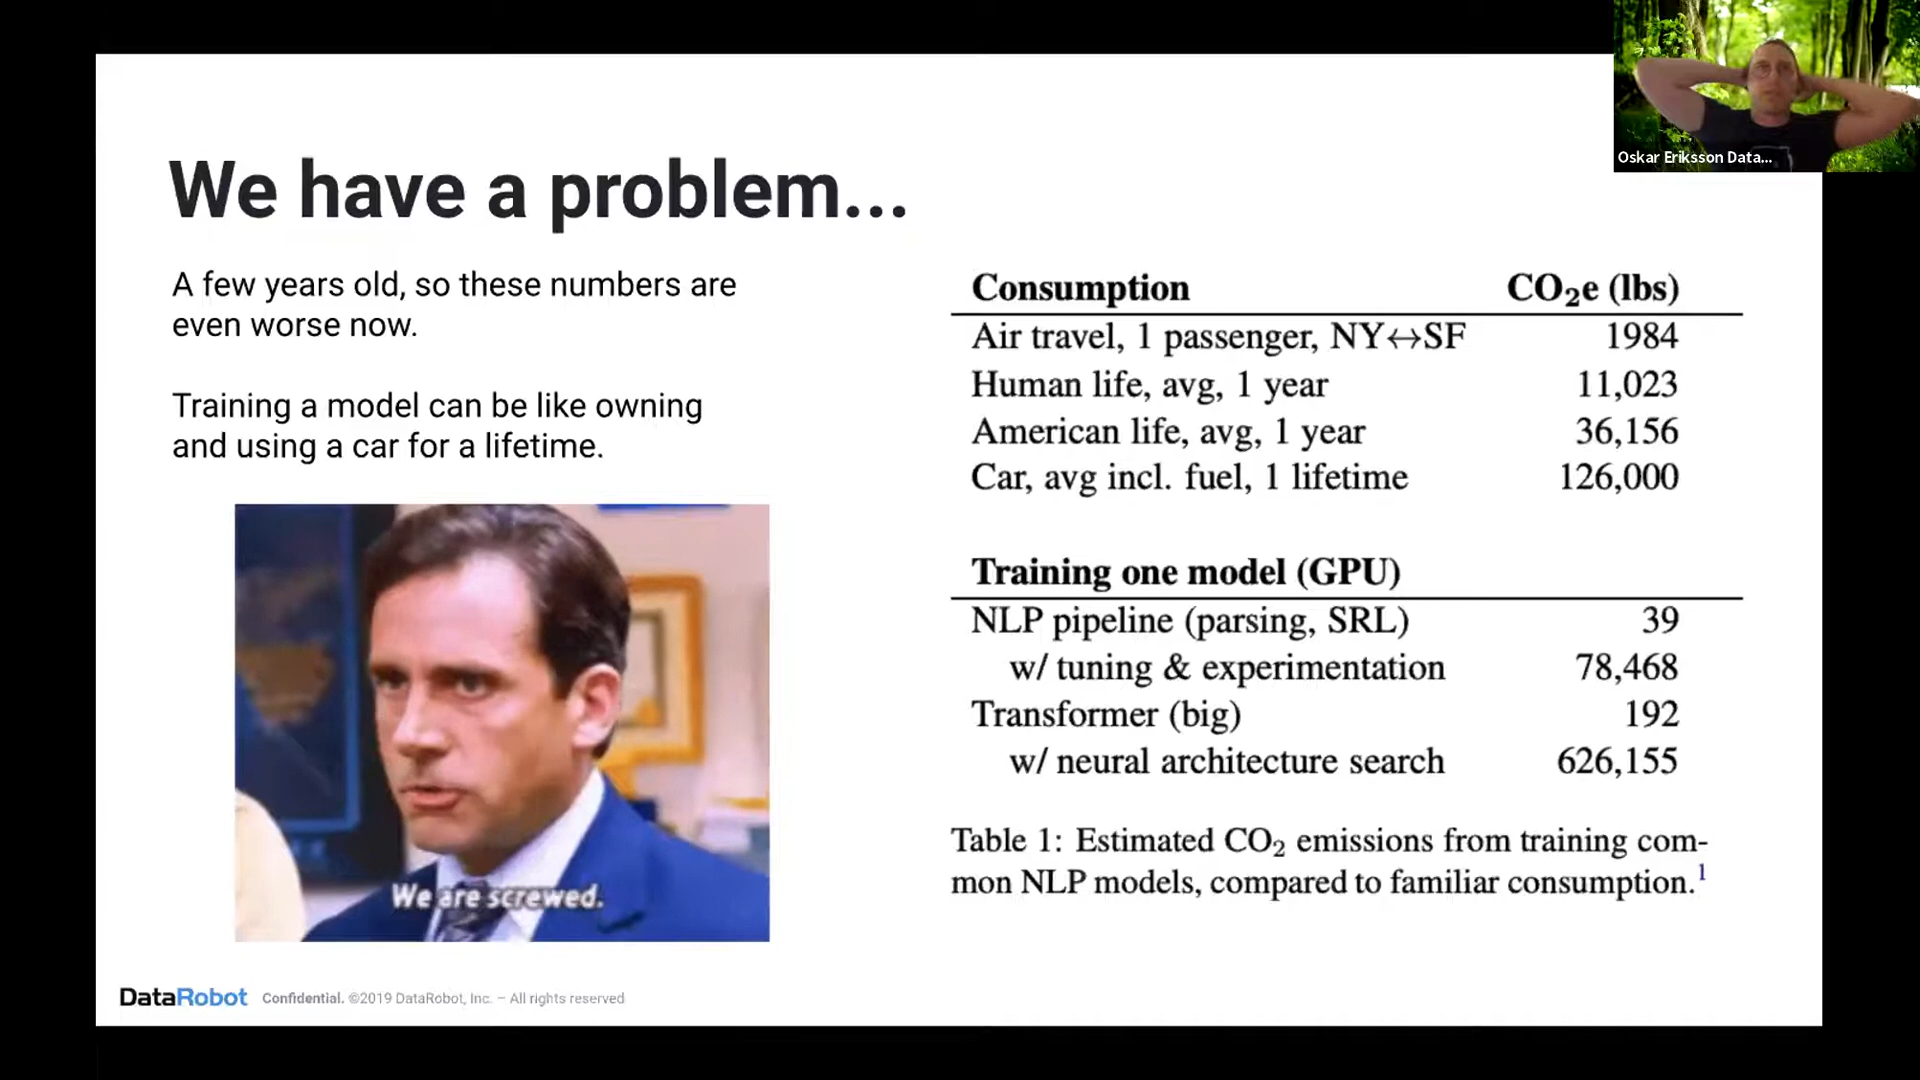 Oskar Eriksson Data...
We have a problem...
A few years old, so these numbers are
even worse now.
Training a model can be like owning
and using a car for a lifetime.
We are screwed.
Consumption CO₂e (lbs)
Air travel, 1 passenger, NY↔SF 1984
Human life, avg, 1 year 11,023
American life, avg, 1 year 36,156
Car, avg incl. fuel, 1 lifetime 126,000
Training one model (GPU)
NLP pipeline (parsing, SRL) 39
w/ tuning & experimentation 78,468
Transformer (big) 192
w/ neural architecture search 626,155
Table 1: Estimated CO₂ emissions from training com-
mon NLP models, compared to familiar consumption.¹
DataRobot Confidential. ©2019 DataRobot, Inc. – All rights reserved